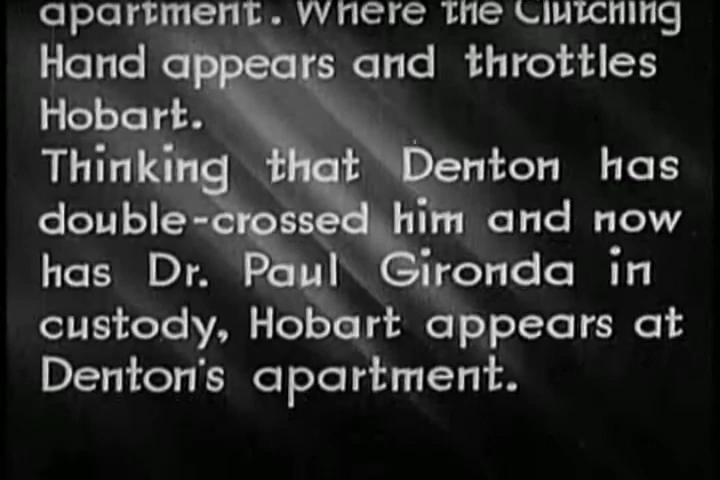 apartment. Where the Clutching
Hand appears and throttles
Hobart.
Thinking that Denton has
double-crossed him and now
has Dr. Paul Gironda in
custody, Hobart appears at
Denton's apartment.